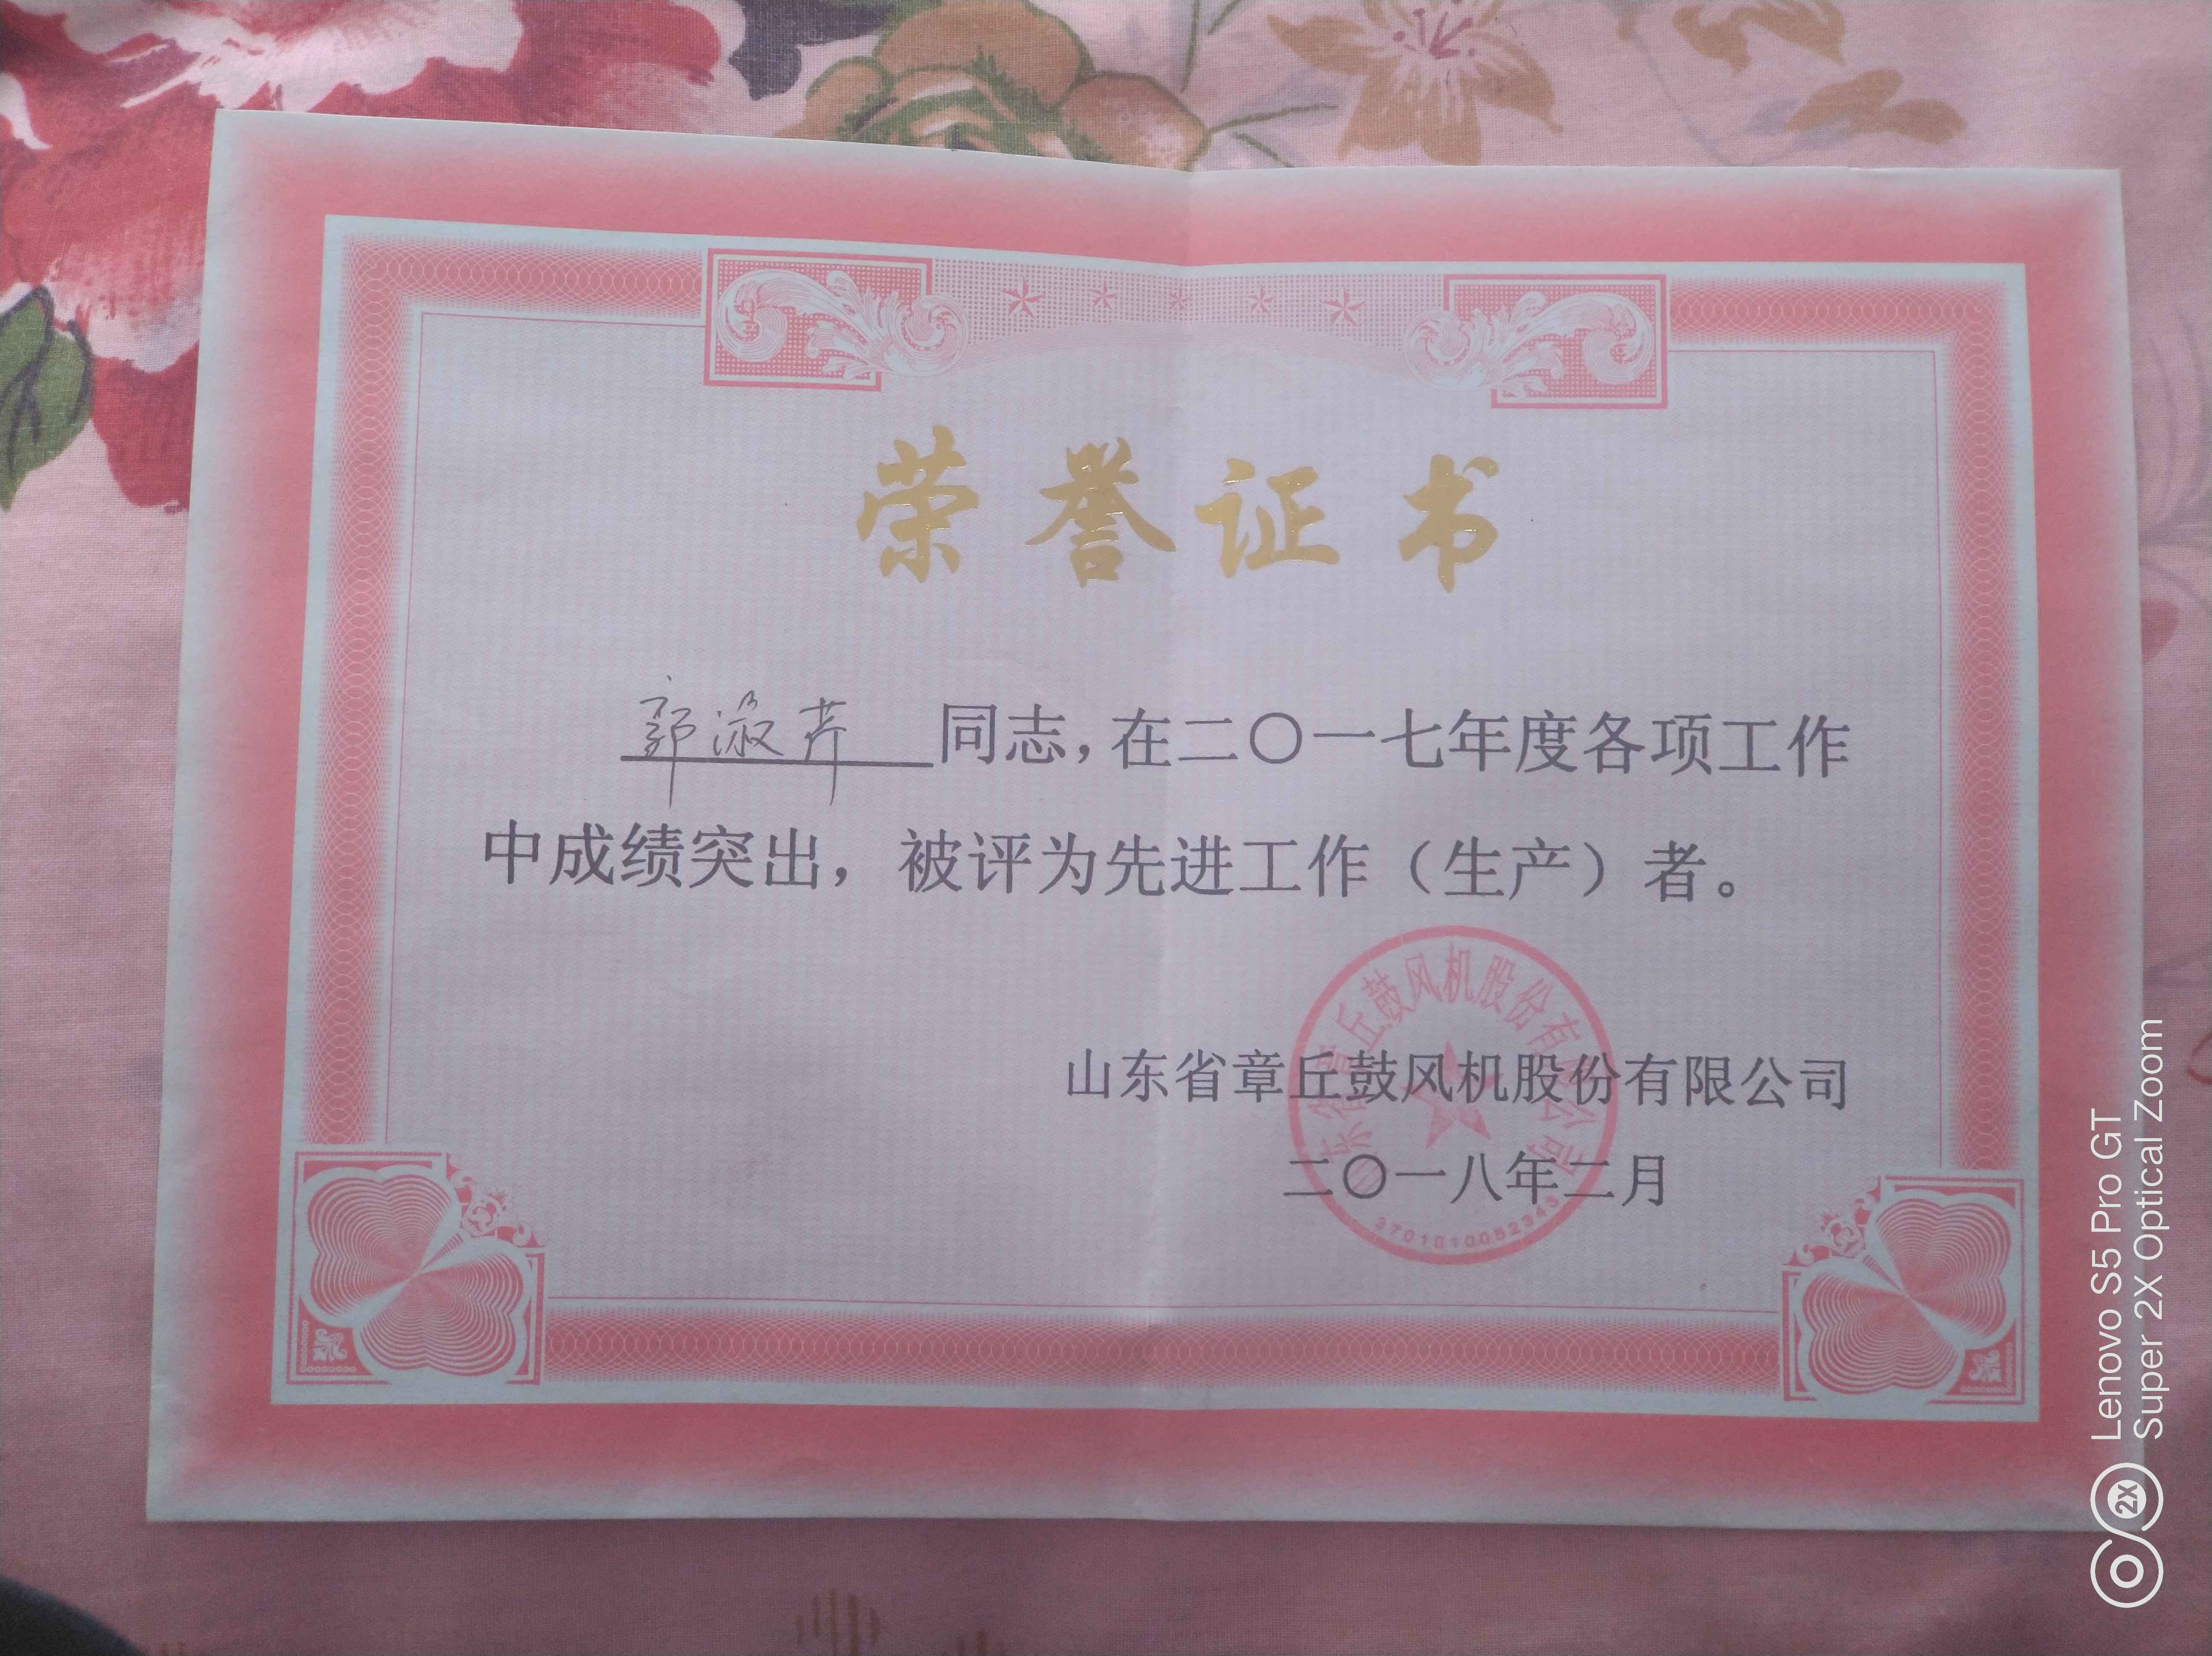 荣誉证书
郭淑孝同志，在二〇一七年度各项工作
中成绩突出，被评为先进工作（生产）者。
山东省章丘鼓风机股份有限公司
二〇一八年二月
山东省章丘鼓风机股份有限公司
Lenovo S5 Pro GT
2X
Super 2X Optical Zoom